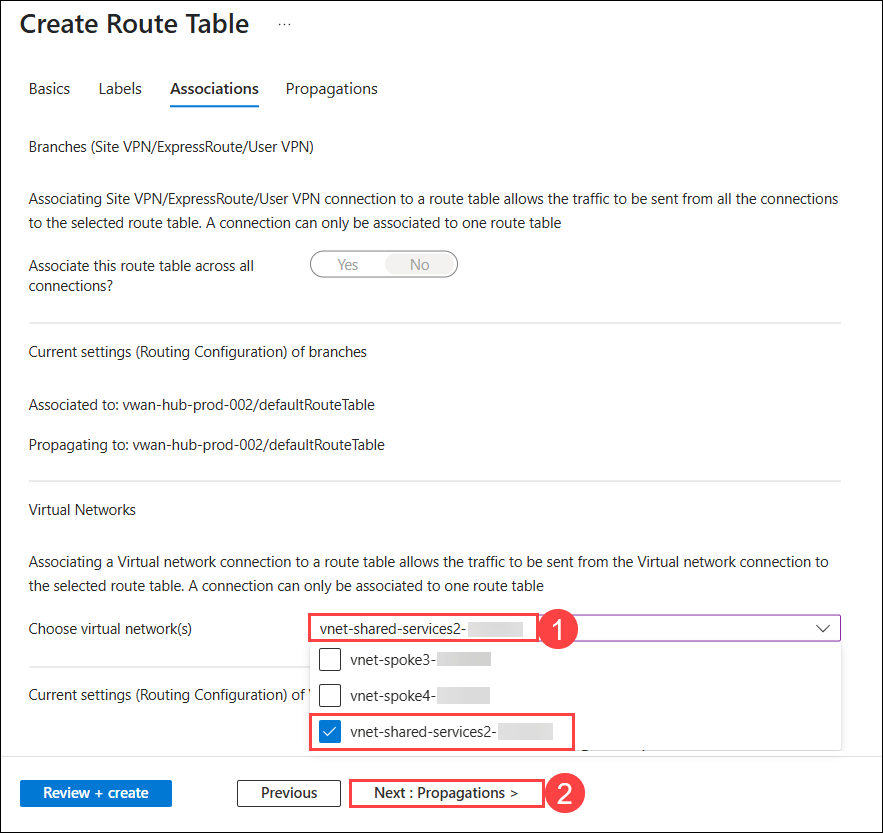 Create Route Table ...
Basics Labels Associations Propagations
Branches (Site VPN/ExpressRoute/User VPN)
Associating Site VPN/ExpressRoute/User VPN connection to a route table allows the traffic to be sent from all the connections
to the selected route table. A connection can only be associated to one route table
Associate this route table across all
connections?
Yes No
Current settings (Routing Configuration) of branches
Associated to: vwan-hub-prod-002/defaultRouteTable
Propagating to: vwan-hub-prod-002/defaultRouteTable
Virtual Networks
Associating a Virtual network connection to a route table allows the traffic to be sent from the Virtual network connection to
the selected route table. A connection can only be associated to one route table
Choose virtual network(s) vnet-shared-services2- 1
vnet-spoke3-
vnet-spoke4-
Current settings (Routing Configuration) of
vnet-shared-services2-
Review + create Previous Next : Propagations > 2